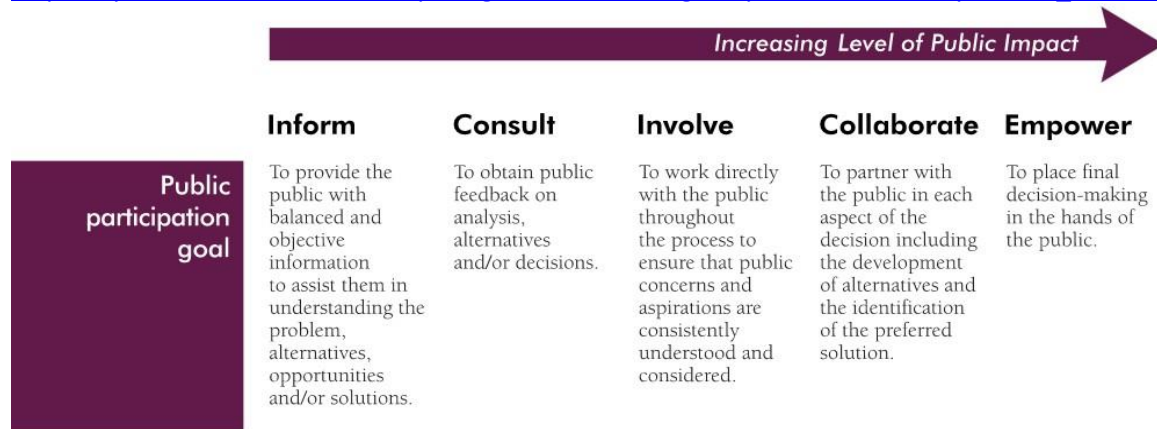 Increasing Level of Public Impact
Inform
Consult
Involve
Collaborate
Empower
Public
participation
goal
To provide the
public with
balanced and
objective
information
to assist them in
understanding the
problem,
alternatives,
opportunities
and/or solutions.
To obtain public
feedback on
analysis,
alternatives
and/or decisions.
To work directly
with the public
throughout
the process to
ensure that public
concerns and
aspirations are
consistently
understood and
considered.
To partner with
the public in each
aspect of the
decision including
the development
of alternatives and
the identification
of the preferred
solution.
To place final
decision-making
in the hands of
the public.